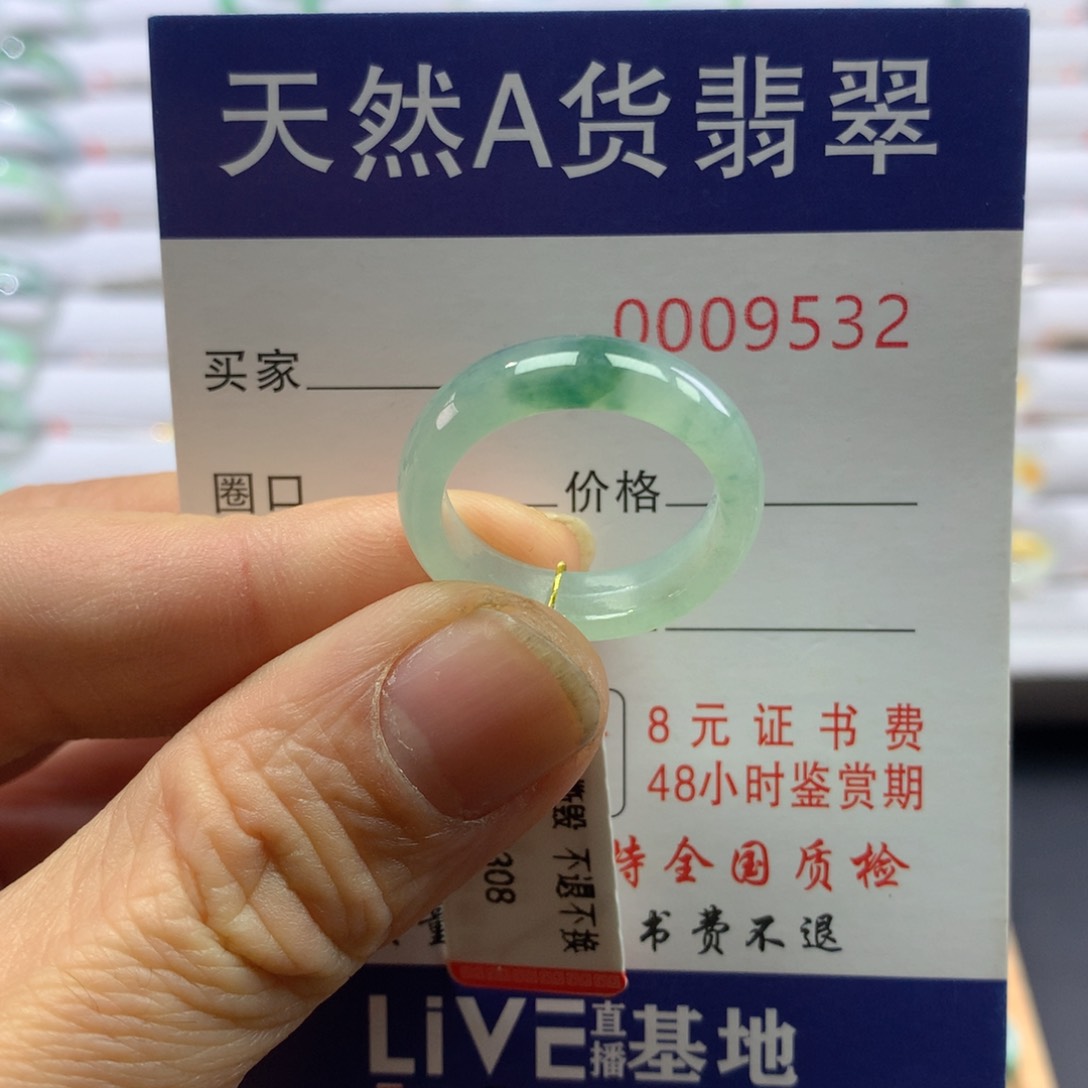 天然A货翡翠
0009532
买家
圈口 价格
8元证书费
48小时鉴赏期
全国质检
书费不退
毁 不退不换
308
LiVE直播基地